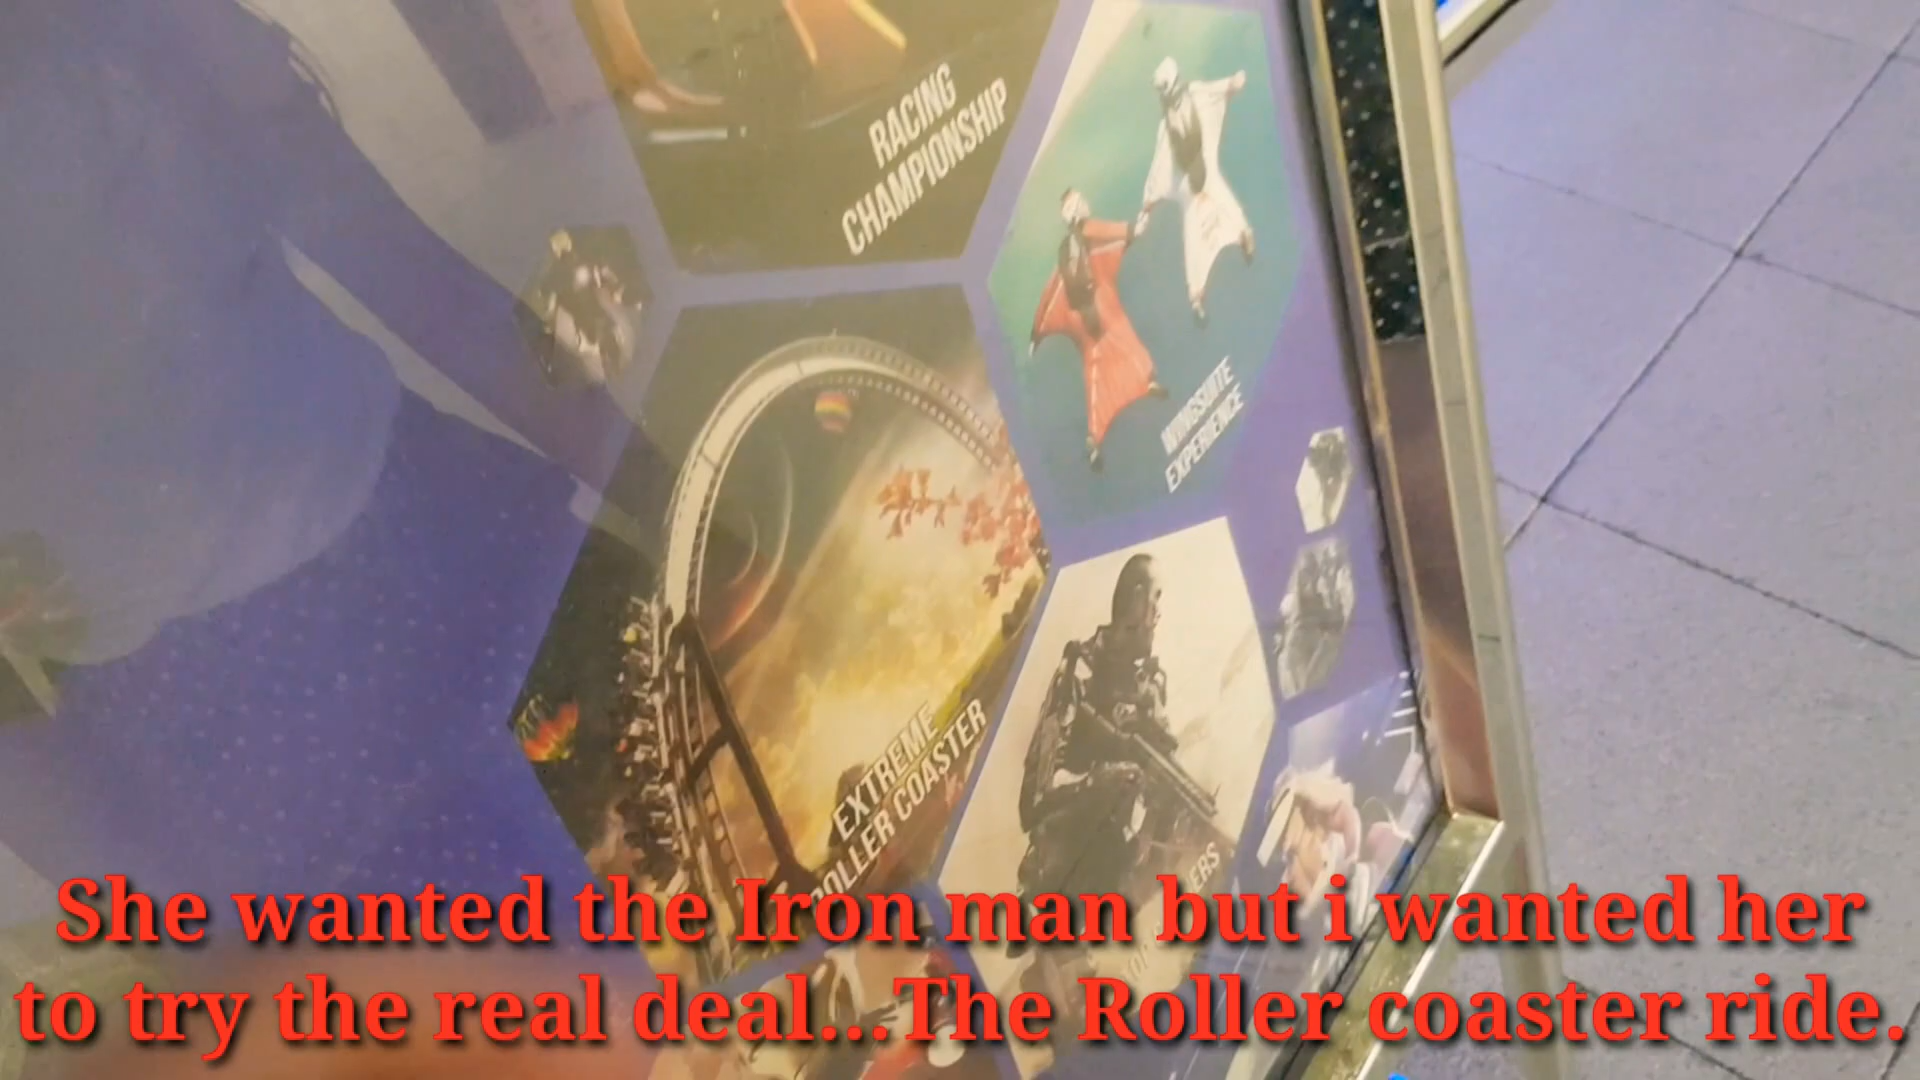 RACING
CHAMPIONSHIP
WINGSUITE
EXPERIENCE
EXTREME
ROLLER COASTER
She wanted the Iron man but i wanted her
to try the real deal...The Roller coaster ride.